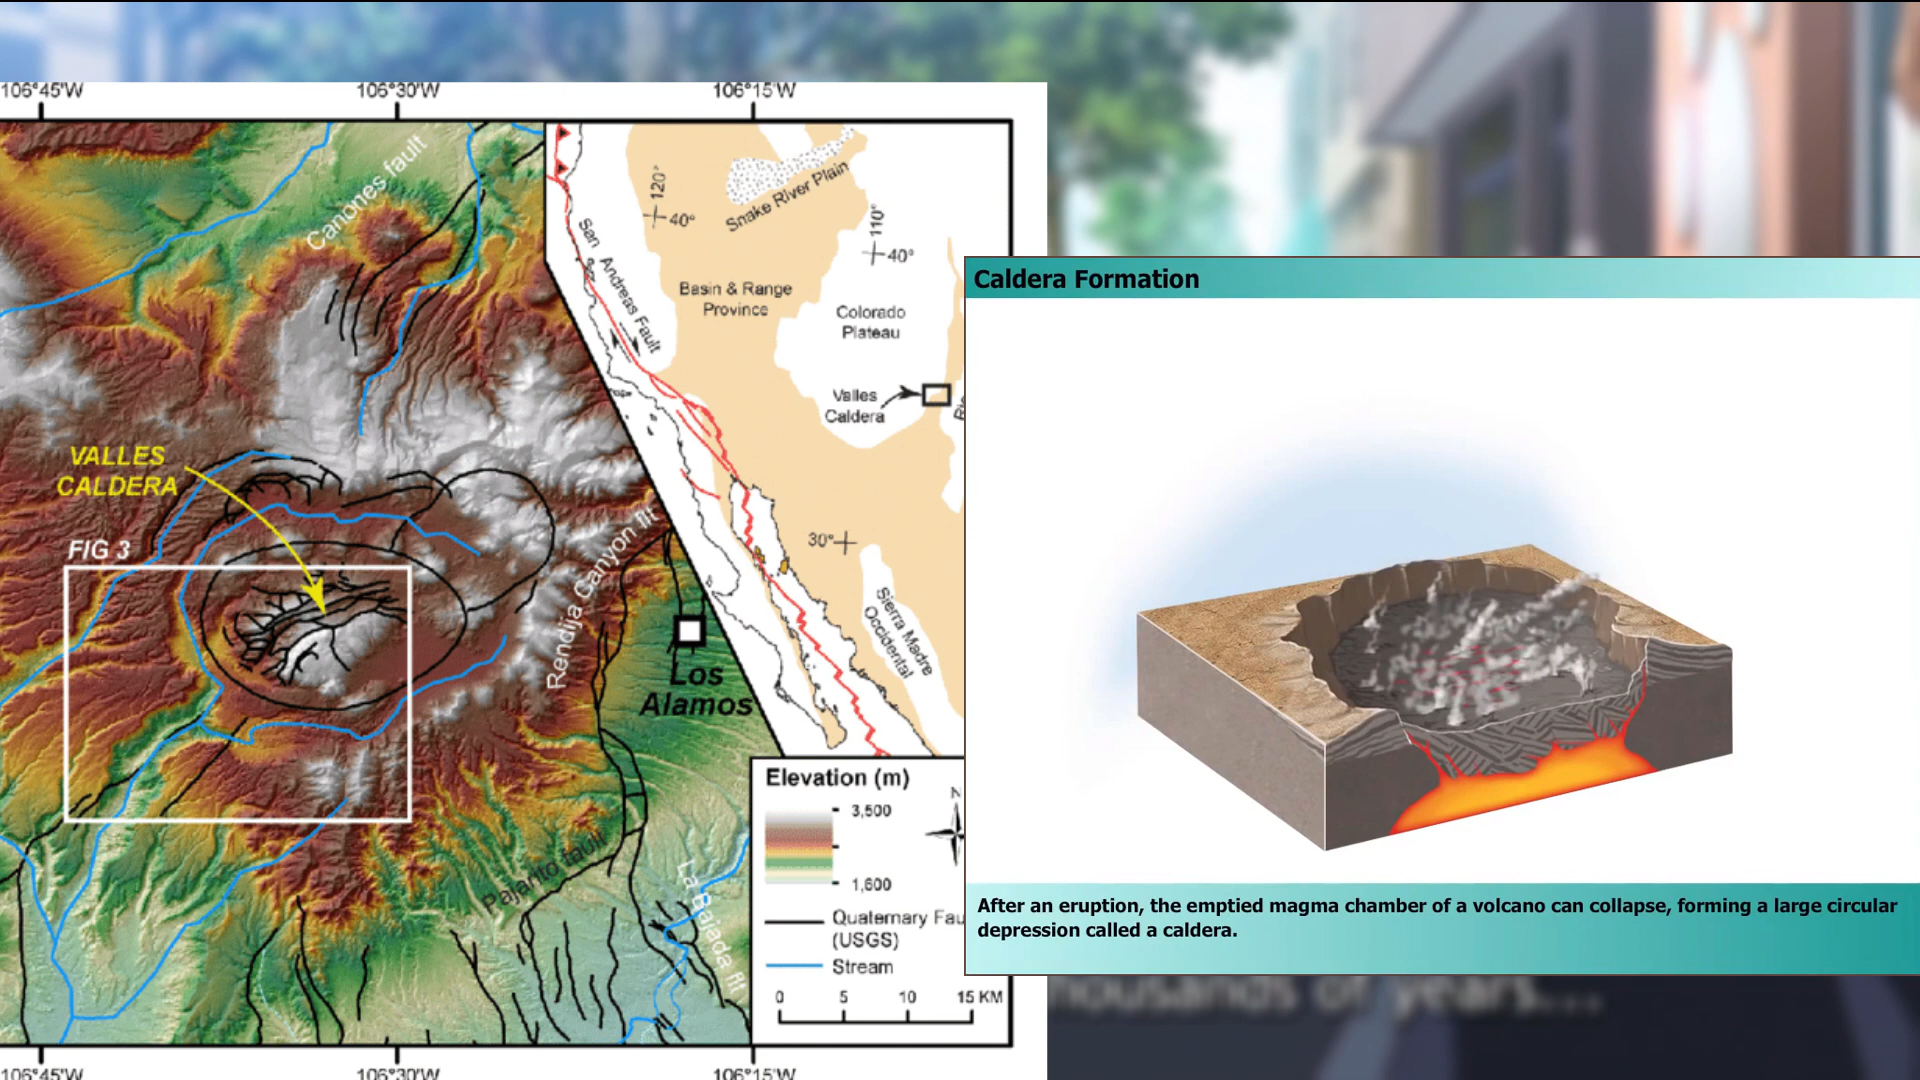 106°45'W 106°30'W 106°15'W
Canones fault
VALLES
CALDERA
FIG 3
Rendija Canyon flt
Los
Alamos
Pajarito fault
La Bajada flt
120°
40°
Snake River Plain
110°
40°
San Andreas Fault
Basin & Range
Province
Colorado
Plateau
Valles
Caldera
30°
Sierra Madre
Occidental
Elevation (m)
3,500
1,600
N
Quaternary Fau
(USGS)
Stream
0 5 10 15 KM
106°45'W 106°30'W 106°15'W
Caldera Formation
After an eruption, the emptied magma chamber of a volcano can collapse, forming a large circular
depression called a caldera.
housands of years...